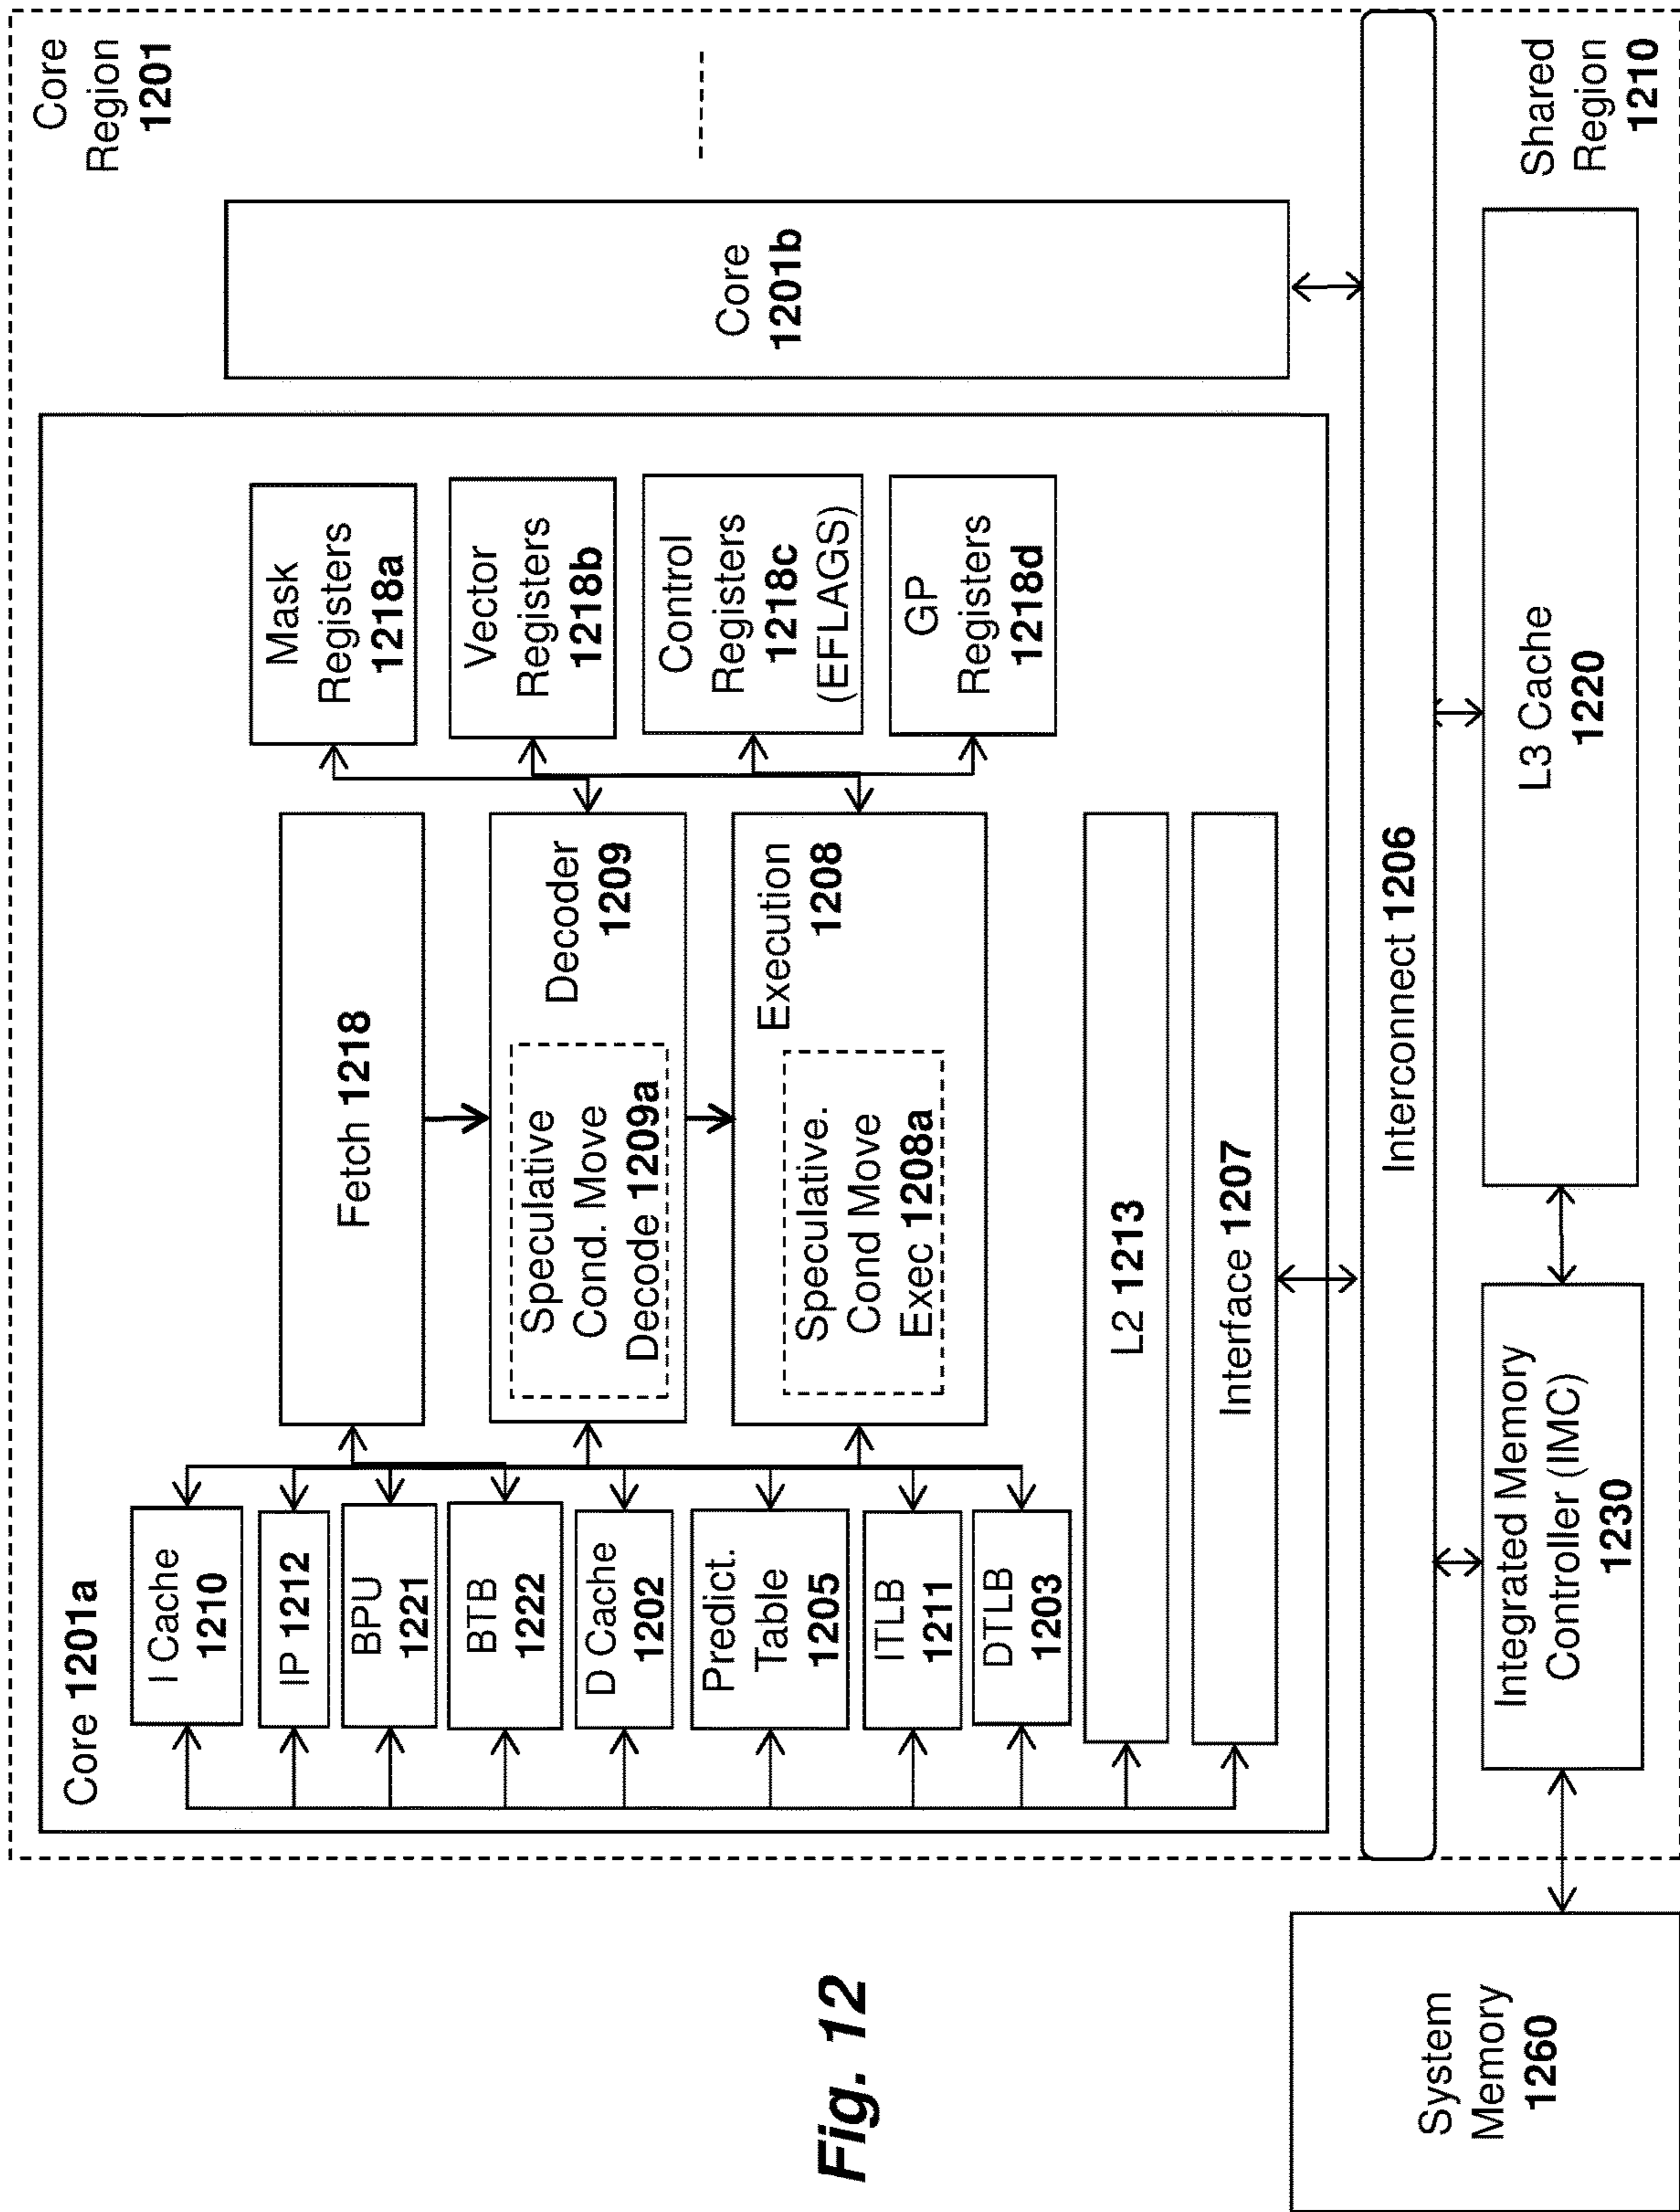 Core
Region
1201
Core 1201a
I Cache
1210
IP 1212
BPU
1221
BTB
1222
D Cache
1202
Predict.
Table
1205
ITLB
1211
DTLB
1203
Fetch 1218
Decoder
1209
Speculative
Cond. Move
Decode 1209a
Execution
1208
Speculative.
Cond Move
Exec 1208a
L2 1213
Interface 1207
Mask
Registers
1218a
Vector
Registers
1218b
Control
Registers
1218c
(EFLAGS)
GP
Registers
1218d
Core
1201b
Interconnect 1206
Shared
Region
1210
Integrated Memory
Controller (IMC)
1230
L3 Cache
1220
System
Memory
1260
Fig. 12